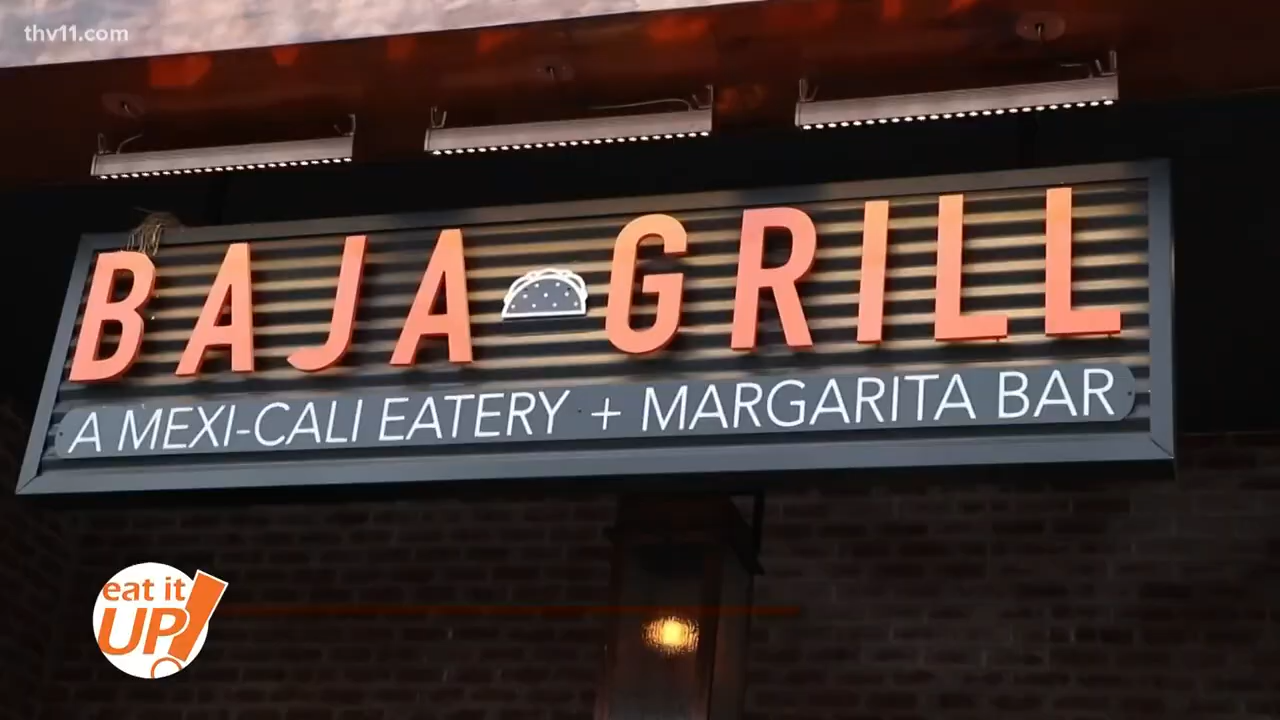 thv11.com
BAJA GRILL
A MEXI-CALI EATERY + MARGARITA BAR
eat it
UP!